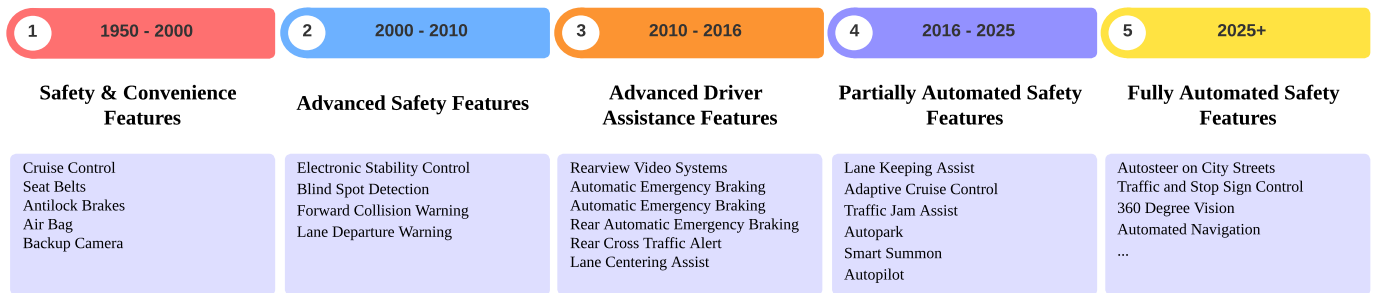 1
1950 - 2000
Safety & Convenience
Features
Cruise Control
Seat Belts
Antilock Brakes
Air Bag
Backup Camera
2
2000 - 2010
Advanced Safety Features
Electronic Stability Control
Blind Spot Detection
Forward Collision Warning
Lane Departure Warning
3
2010 - 2016
Advanced Driver
Assistance Features
Rearview Video Systems
Automatic Emergency Braking
Automatic Emergency Braking
Rear Automatic Emergency Braking
Rear Cross Traffic Alert
Lane Centering Assist
4
2016 - 2025
Partially Automated Safety
Features
Lane Keeping Assist
Adaptive Cruise Control
Traffic Jam Assist
Autopark
Smart Summon
Autopilot
5
2025+
Fully Automated Safety
Features
Autosteer on City Streets
Traffic and Stop Sign Control
360 Degree Vision
Automated Navigation
...